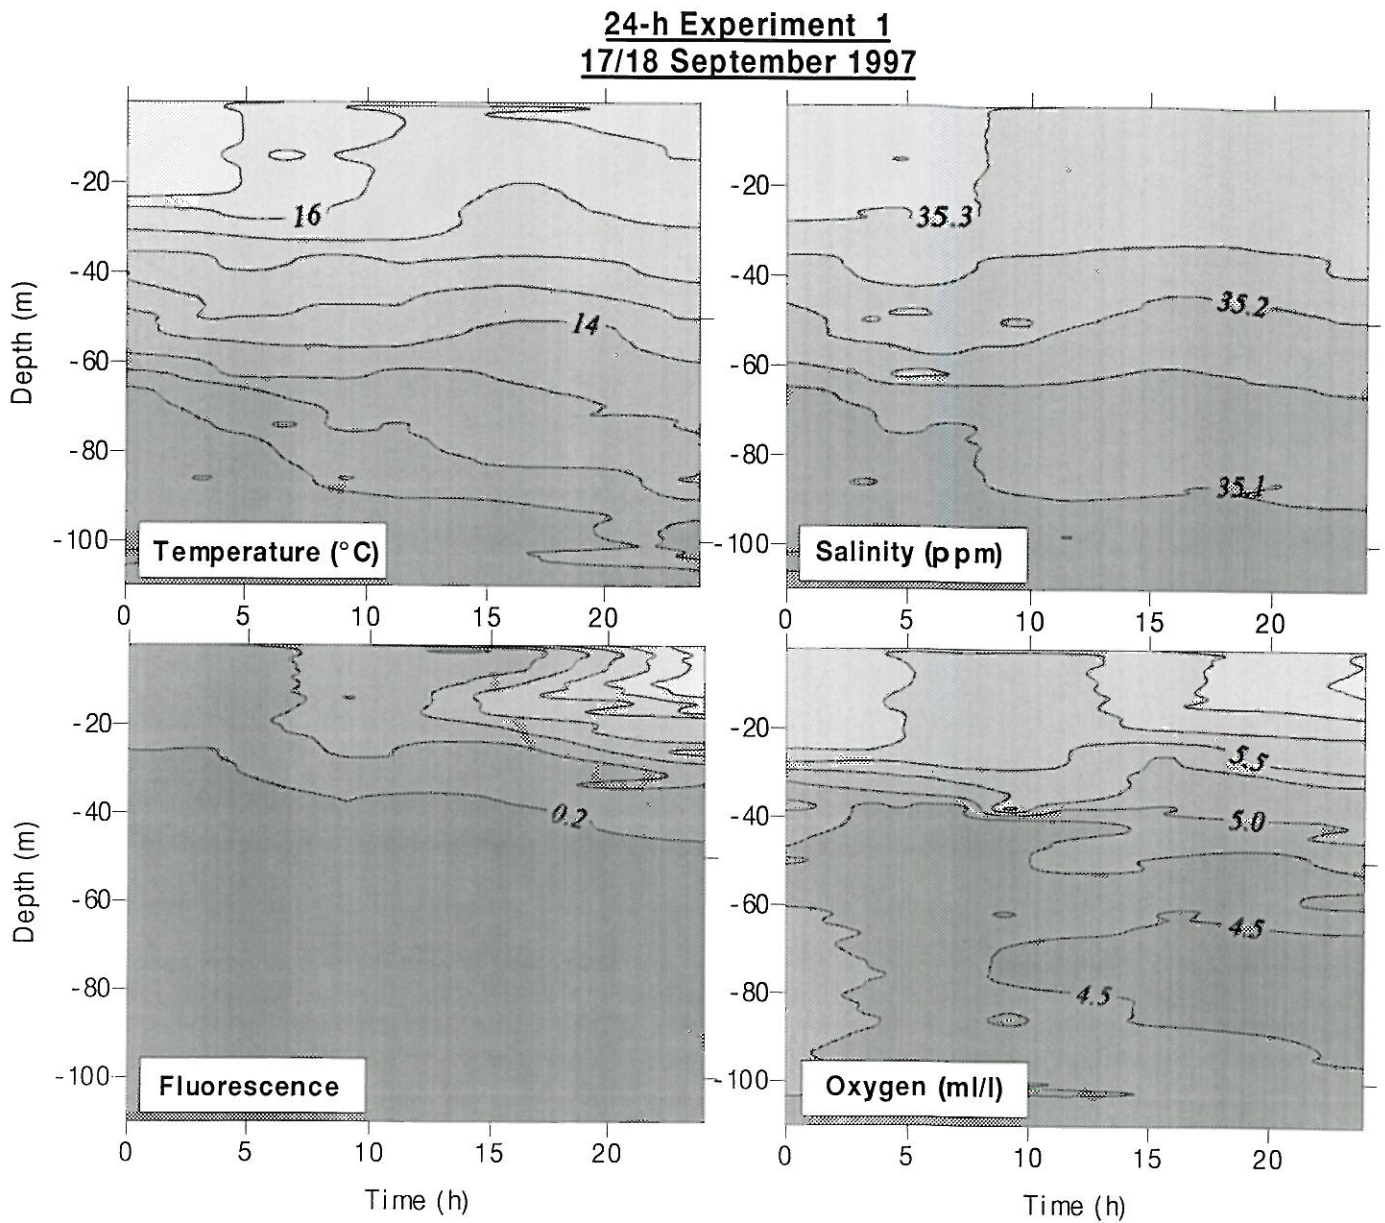 24-h Experiment 1
17/18 September 1997
Depth (m)
-20
-40
-60
-80
-100
16
14
Temperature (°C)
0 5 10 15 20
-20
-40
-60
-80
-100
35.3
35.2
35.1
Salinity (ppm)
0 5 10 15 20
Depth (m)
-20
-40
-60
-80
-100
0.2
Fluorescence
0 5 10 15 20
Time (h)
-20
-40
-60
-80
-100
5.5
5.0
4.5
4.5
Oxygen (ml/l)
0 5 10 15 20
Time (h)